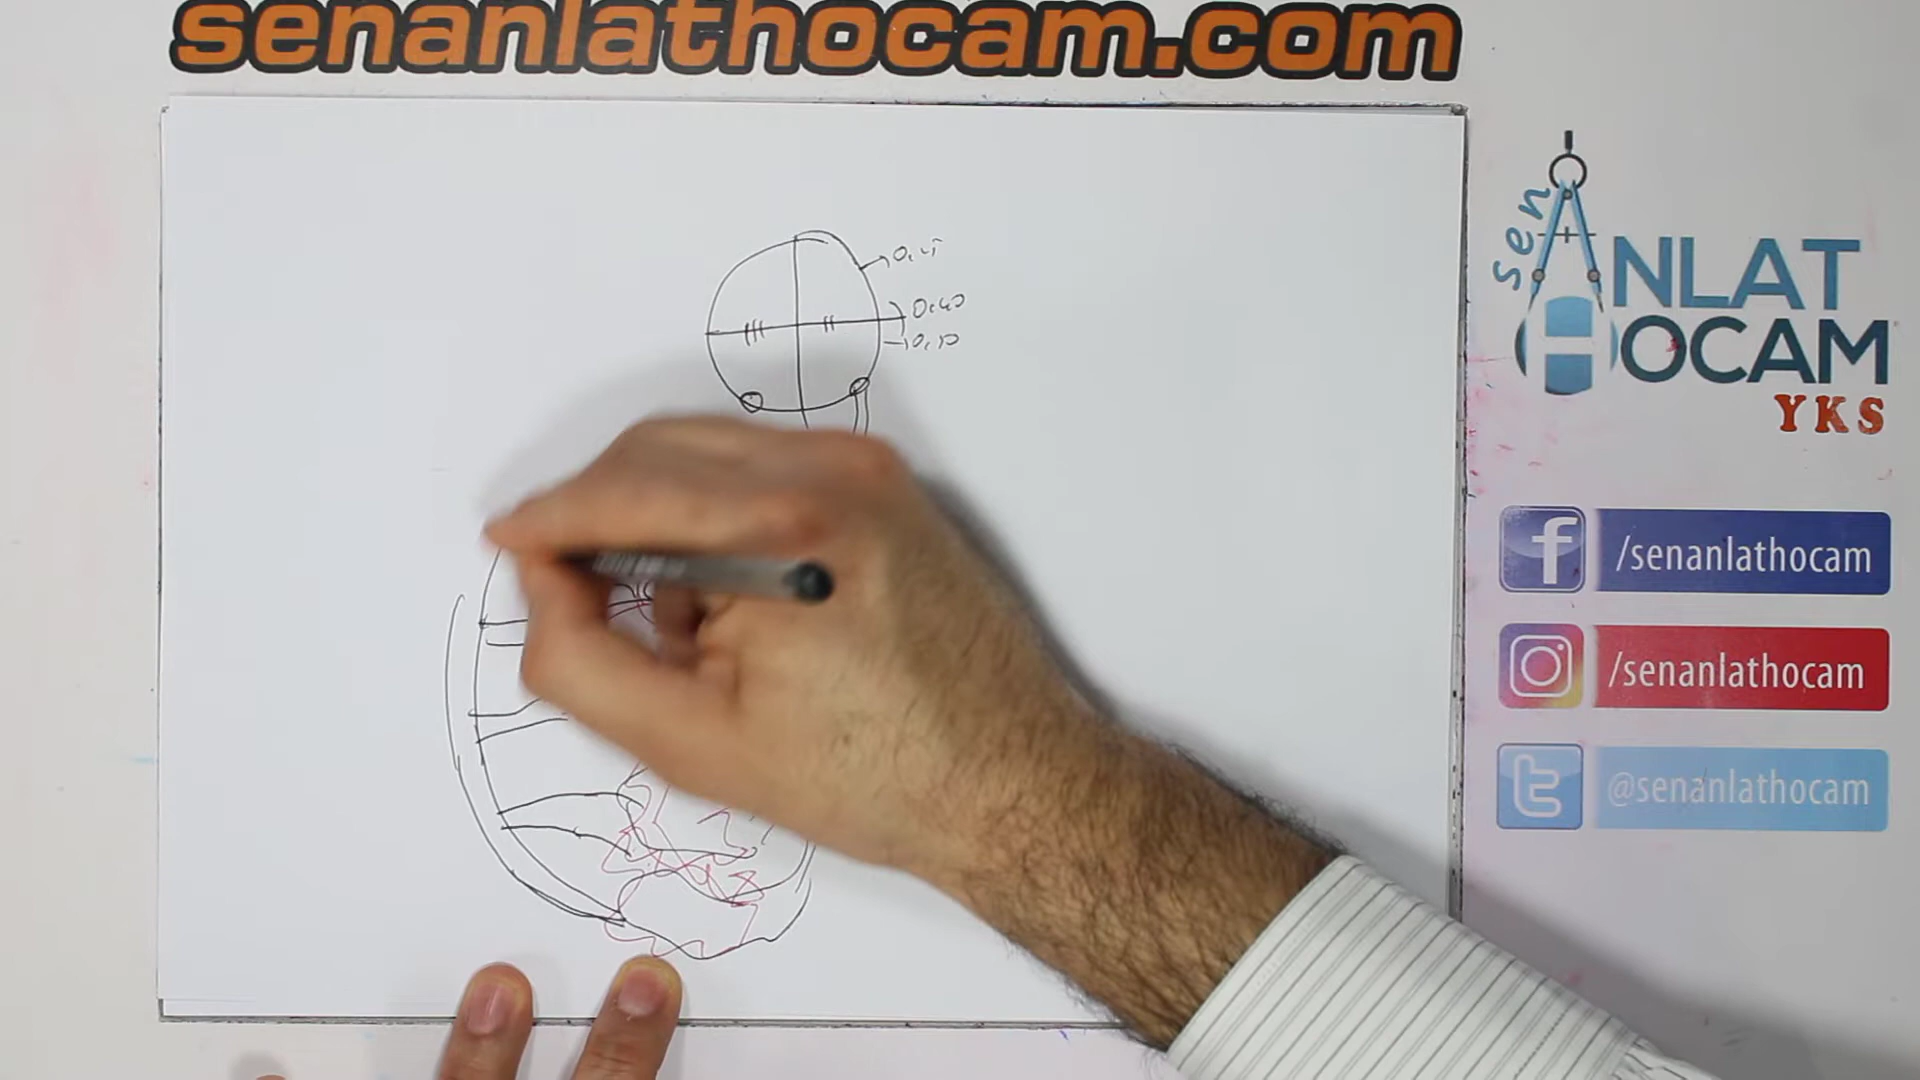 senanlathocam.com
sen
ANLAT
HOCAM
YKS
f /senanlathocam
/senanlathocam
t @senanlathocam